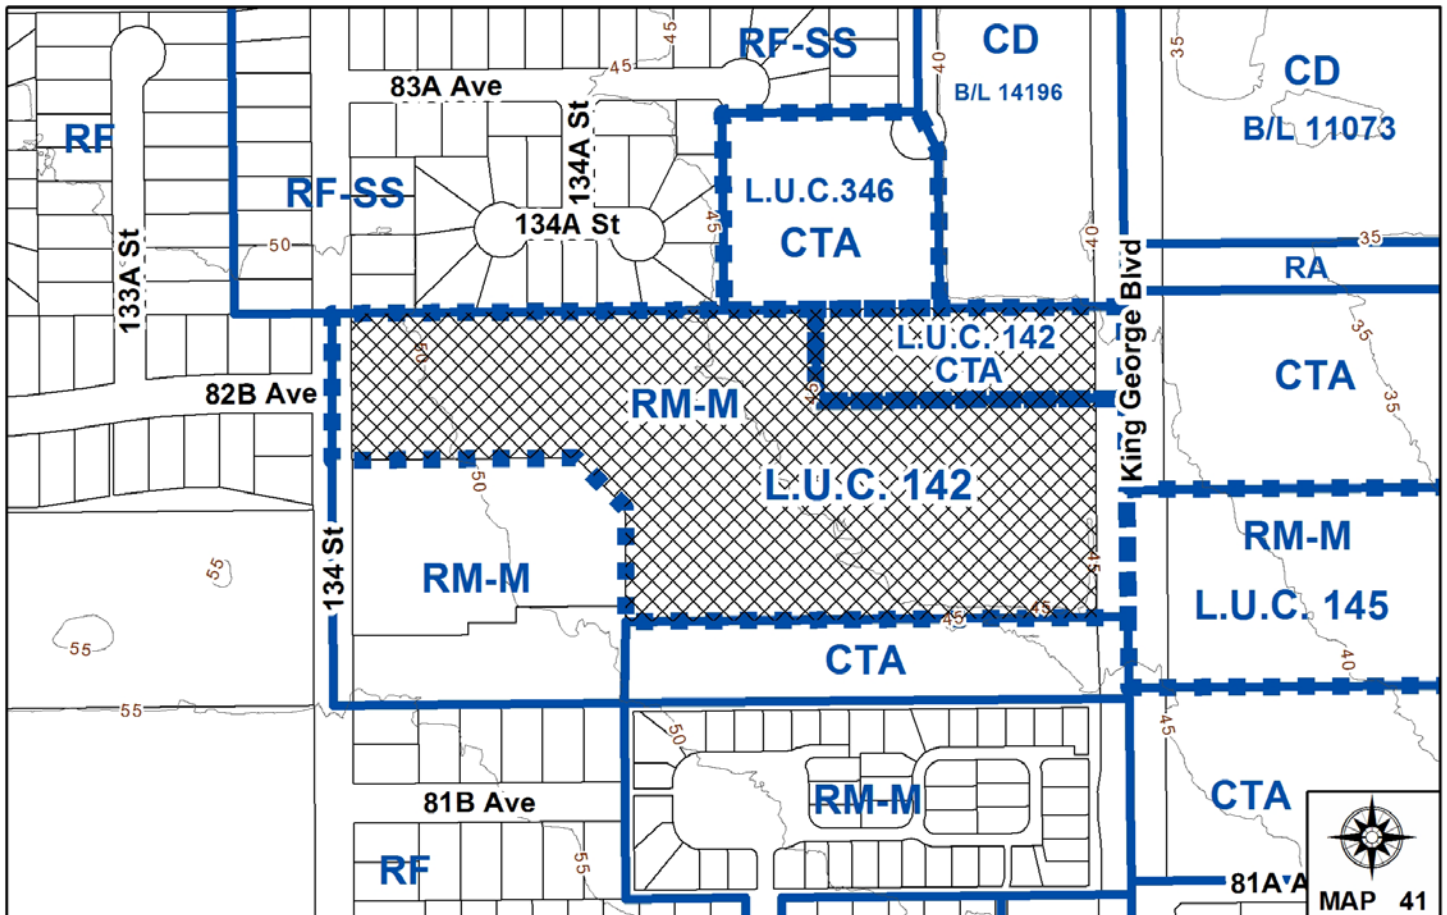 45
RF-SS
CD
35
83A Ave
45
40
B/L 14196
CD
B/L 11073
RF
134A St
RF-SS
L.U.C.346
134A St
45
CTA
50
40
35
133A St
RA
King George Blvd
L.U.C. 142
CTA
35
50
82B Ave
RM-M
45
CTA
35
50
L.U.C. 142
134 St
RM-M
55
RM-M
45
L.U.C. 145
45
45
55
CTA
40
55
50
45
81B Ave
RM-M
CTA
RF
55
81A A
MAP 41